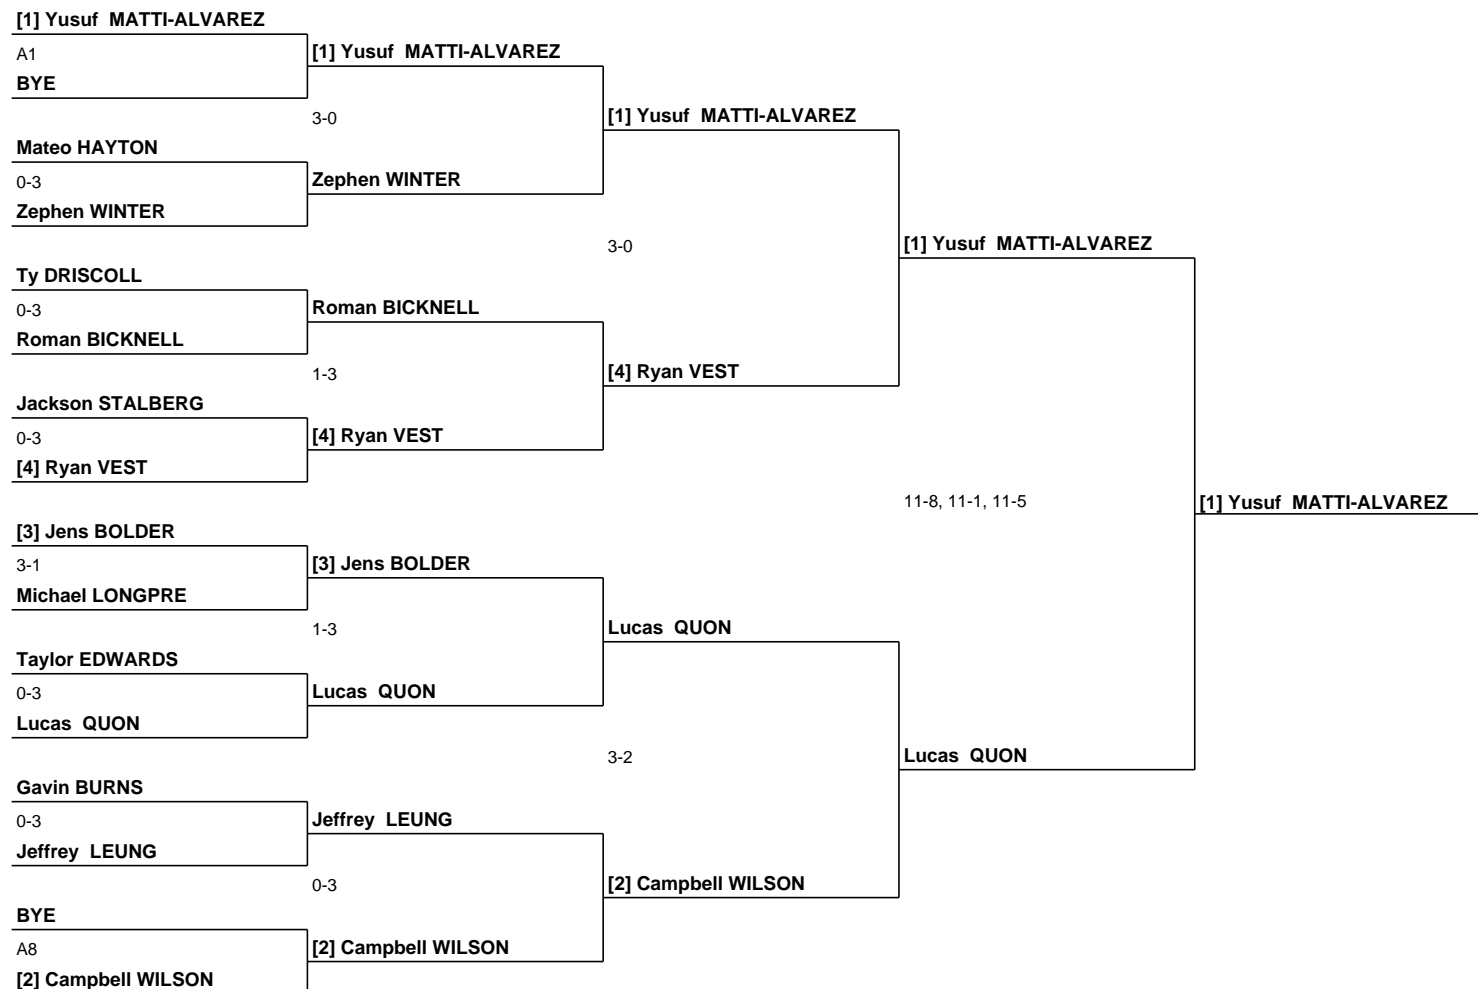 [1] Yusuf  MATTI-ALVAREZ
A1
BYE
[1] Yusuf  MATTI-ALVAREZ
3-0
Mateo HAYTON
0-3
Zephen WINTER
Zephen WINTER
[1] Yusuf  MATTI-ALVAREZ
3-0
Ty DRISCOLL
0-3
Roman BICKNELL
Roman BICKNELL
1-3
Jackson STALBERG
0-3
[4] Ryan VEST
[4] Ryan VEST
[4] Ryan VEST
[1] Yusuf  MATTI-ALVAREZ
11-8, 11-1, 11-5
[1] Yusuf  MATTI-ALVAREZ
[3] Jens BOLDER
3-1
Michael LONGPRE
[3] Jens BOLDER
1-3
Taylor EDWARDS
0-3
Lucas  QUON
Lucas  QUON
Lucas  QUON
3-2
Lucas  QUON
Gavin BURNS
0-3
Jeffrey  LEUNG
Jeffrey  LEUNG
0-3
BYE
A8
[2] Campbell WILSON
[2] Campbell WILSON
[2] Campbell WILSON